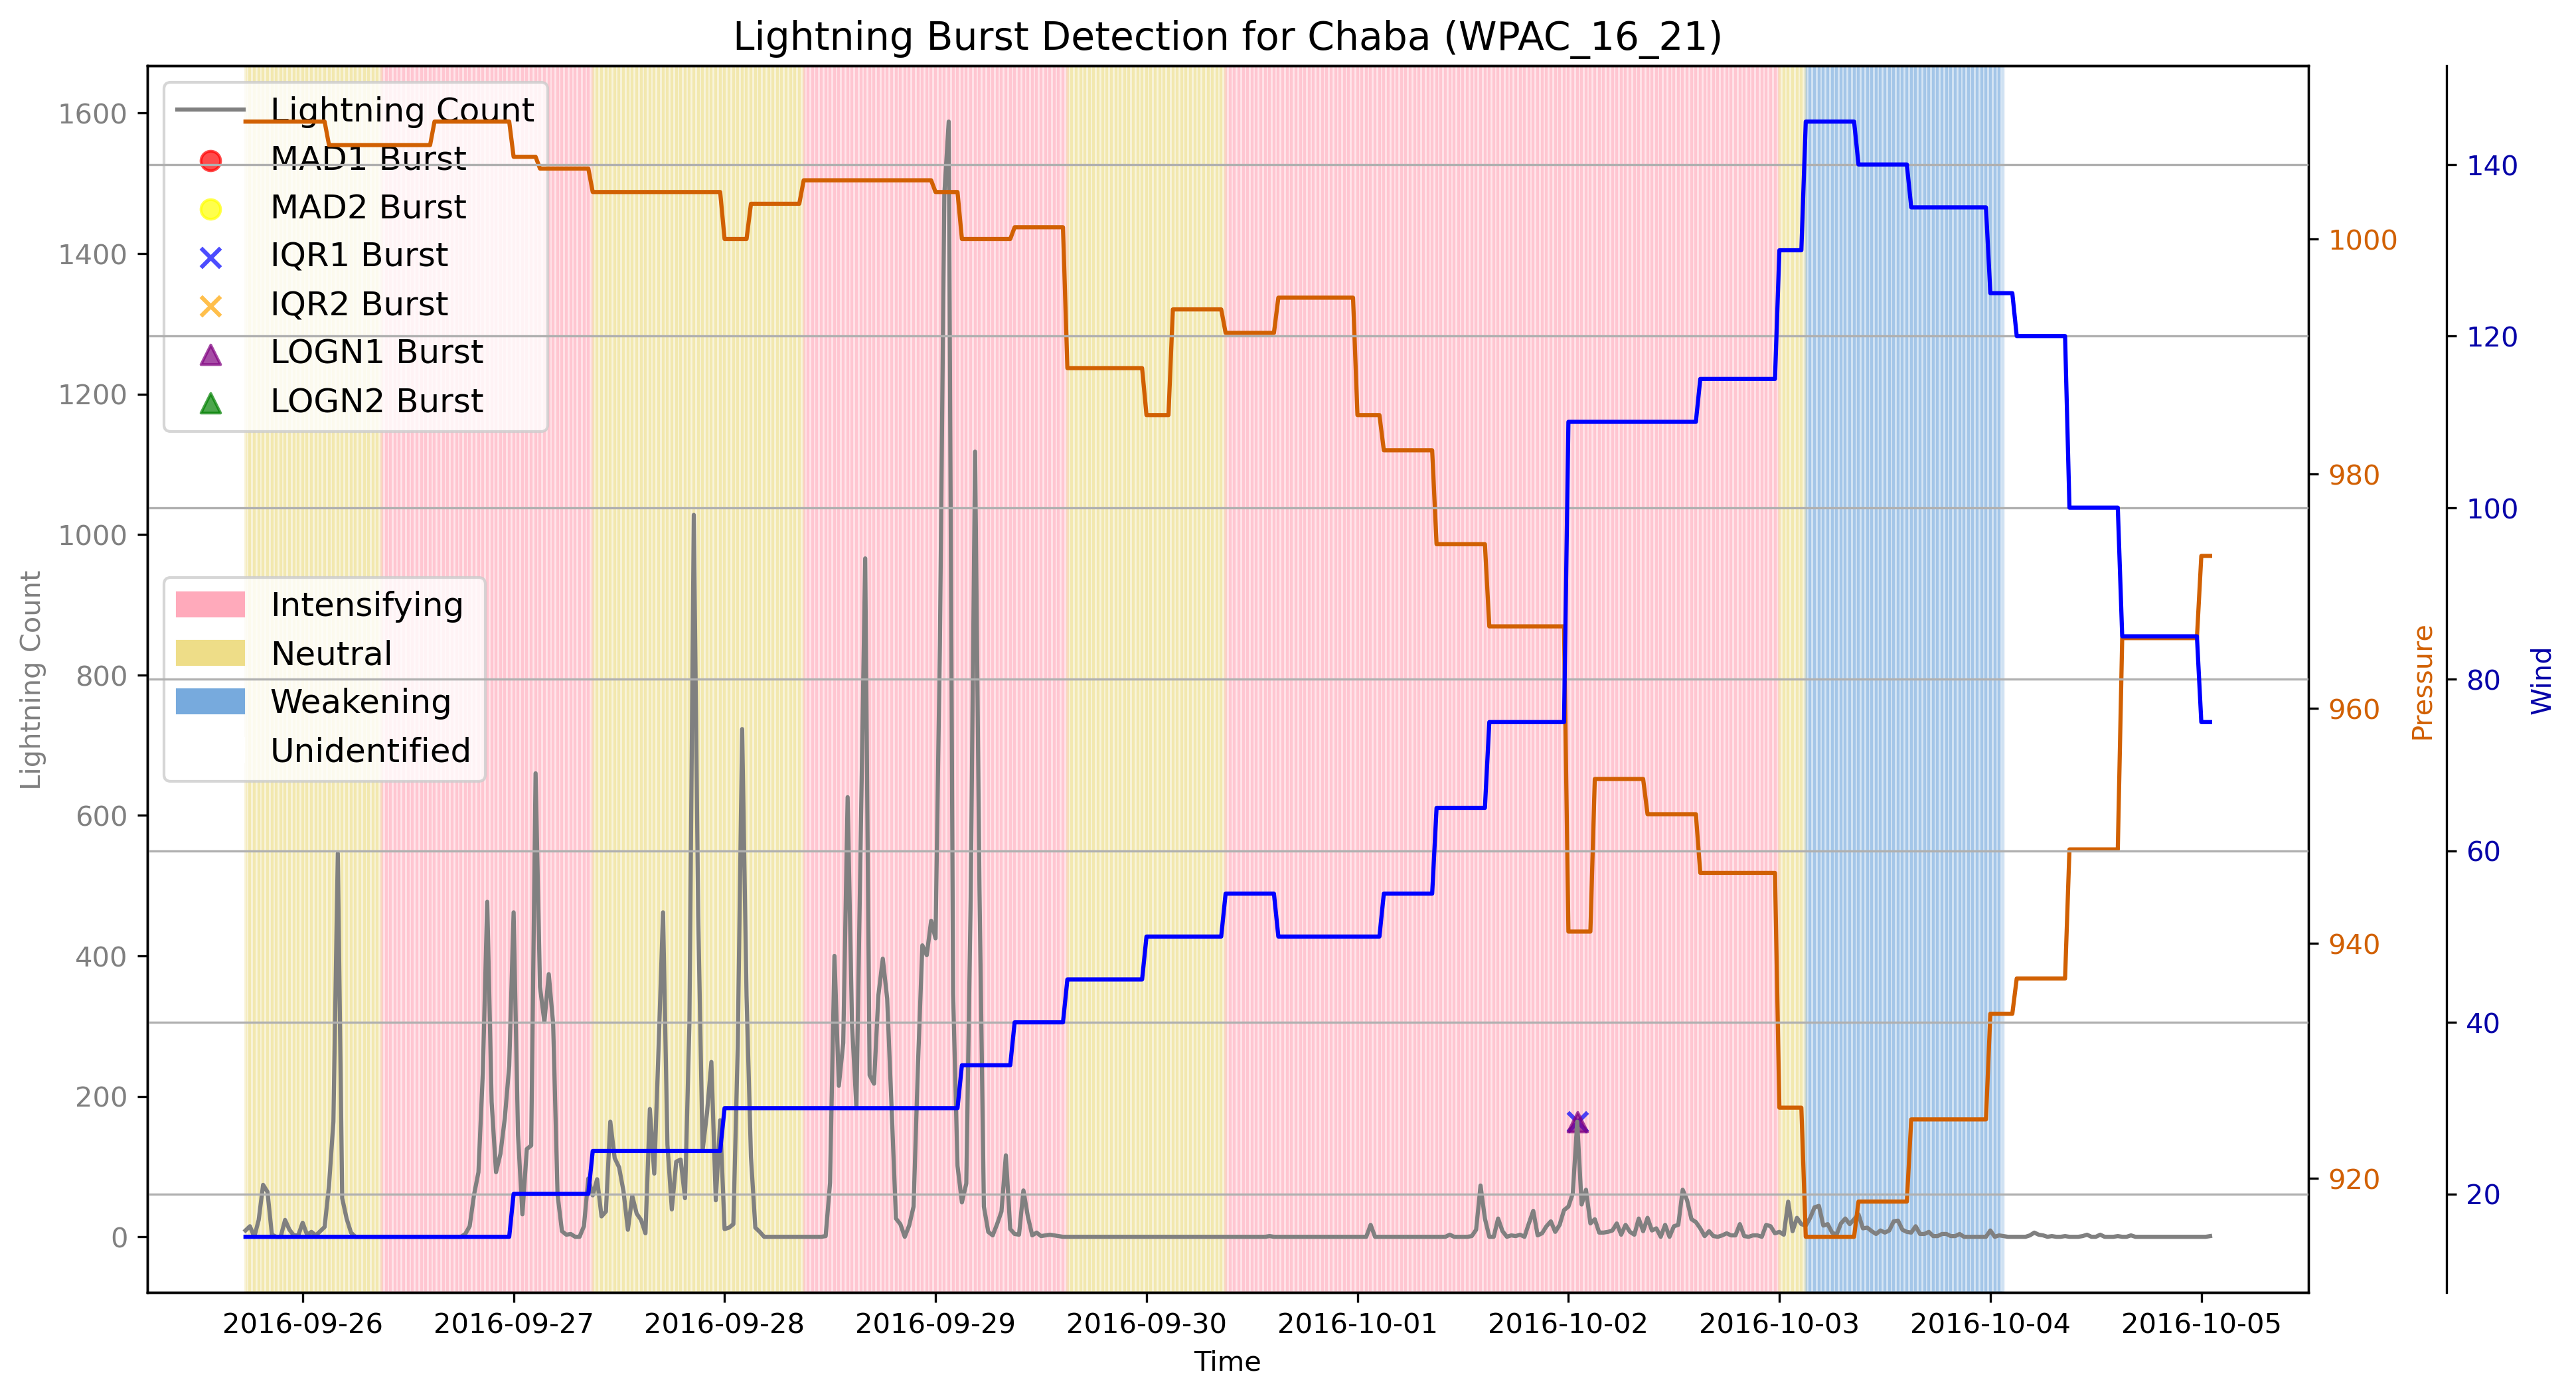 Lightning Burst Detection for Chaba (WPAC_16_21)
Lightning Count
MAD1 Burst
MAD2 Burst
IQR1 Burst
IQR2 Burst
LOGN1 Burst
LOGN2 Burst
Intensifying
Neutral
Weakening
Unidentified
Lightning Count
1600
1400
1200
1000
800
600
400
200
0
1000
980
960
940
920
Pressure
140
120
100
80
60
40
20
Wind
2016-09-26
2016-09-27
2016-09-28
2016-09-29
2016-09-30
2016-10-01
2016-10-02
2016-10-03
2016-10-04
2016-10-05
Time